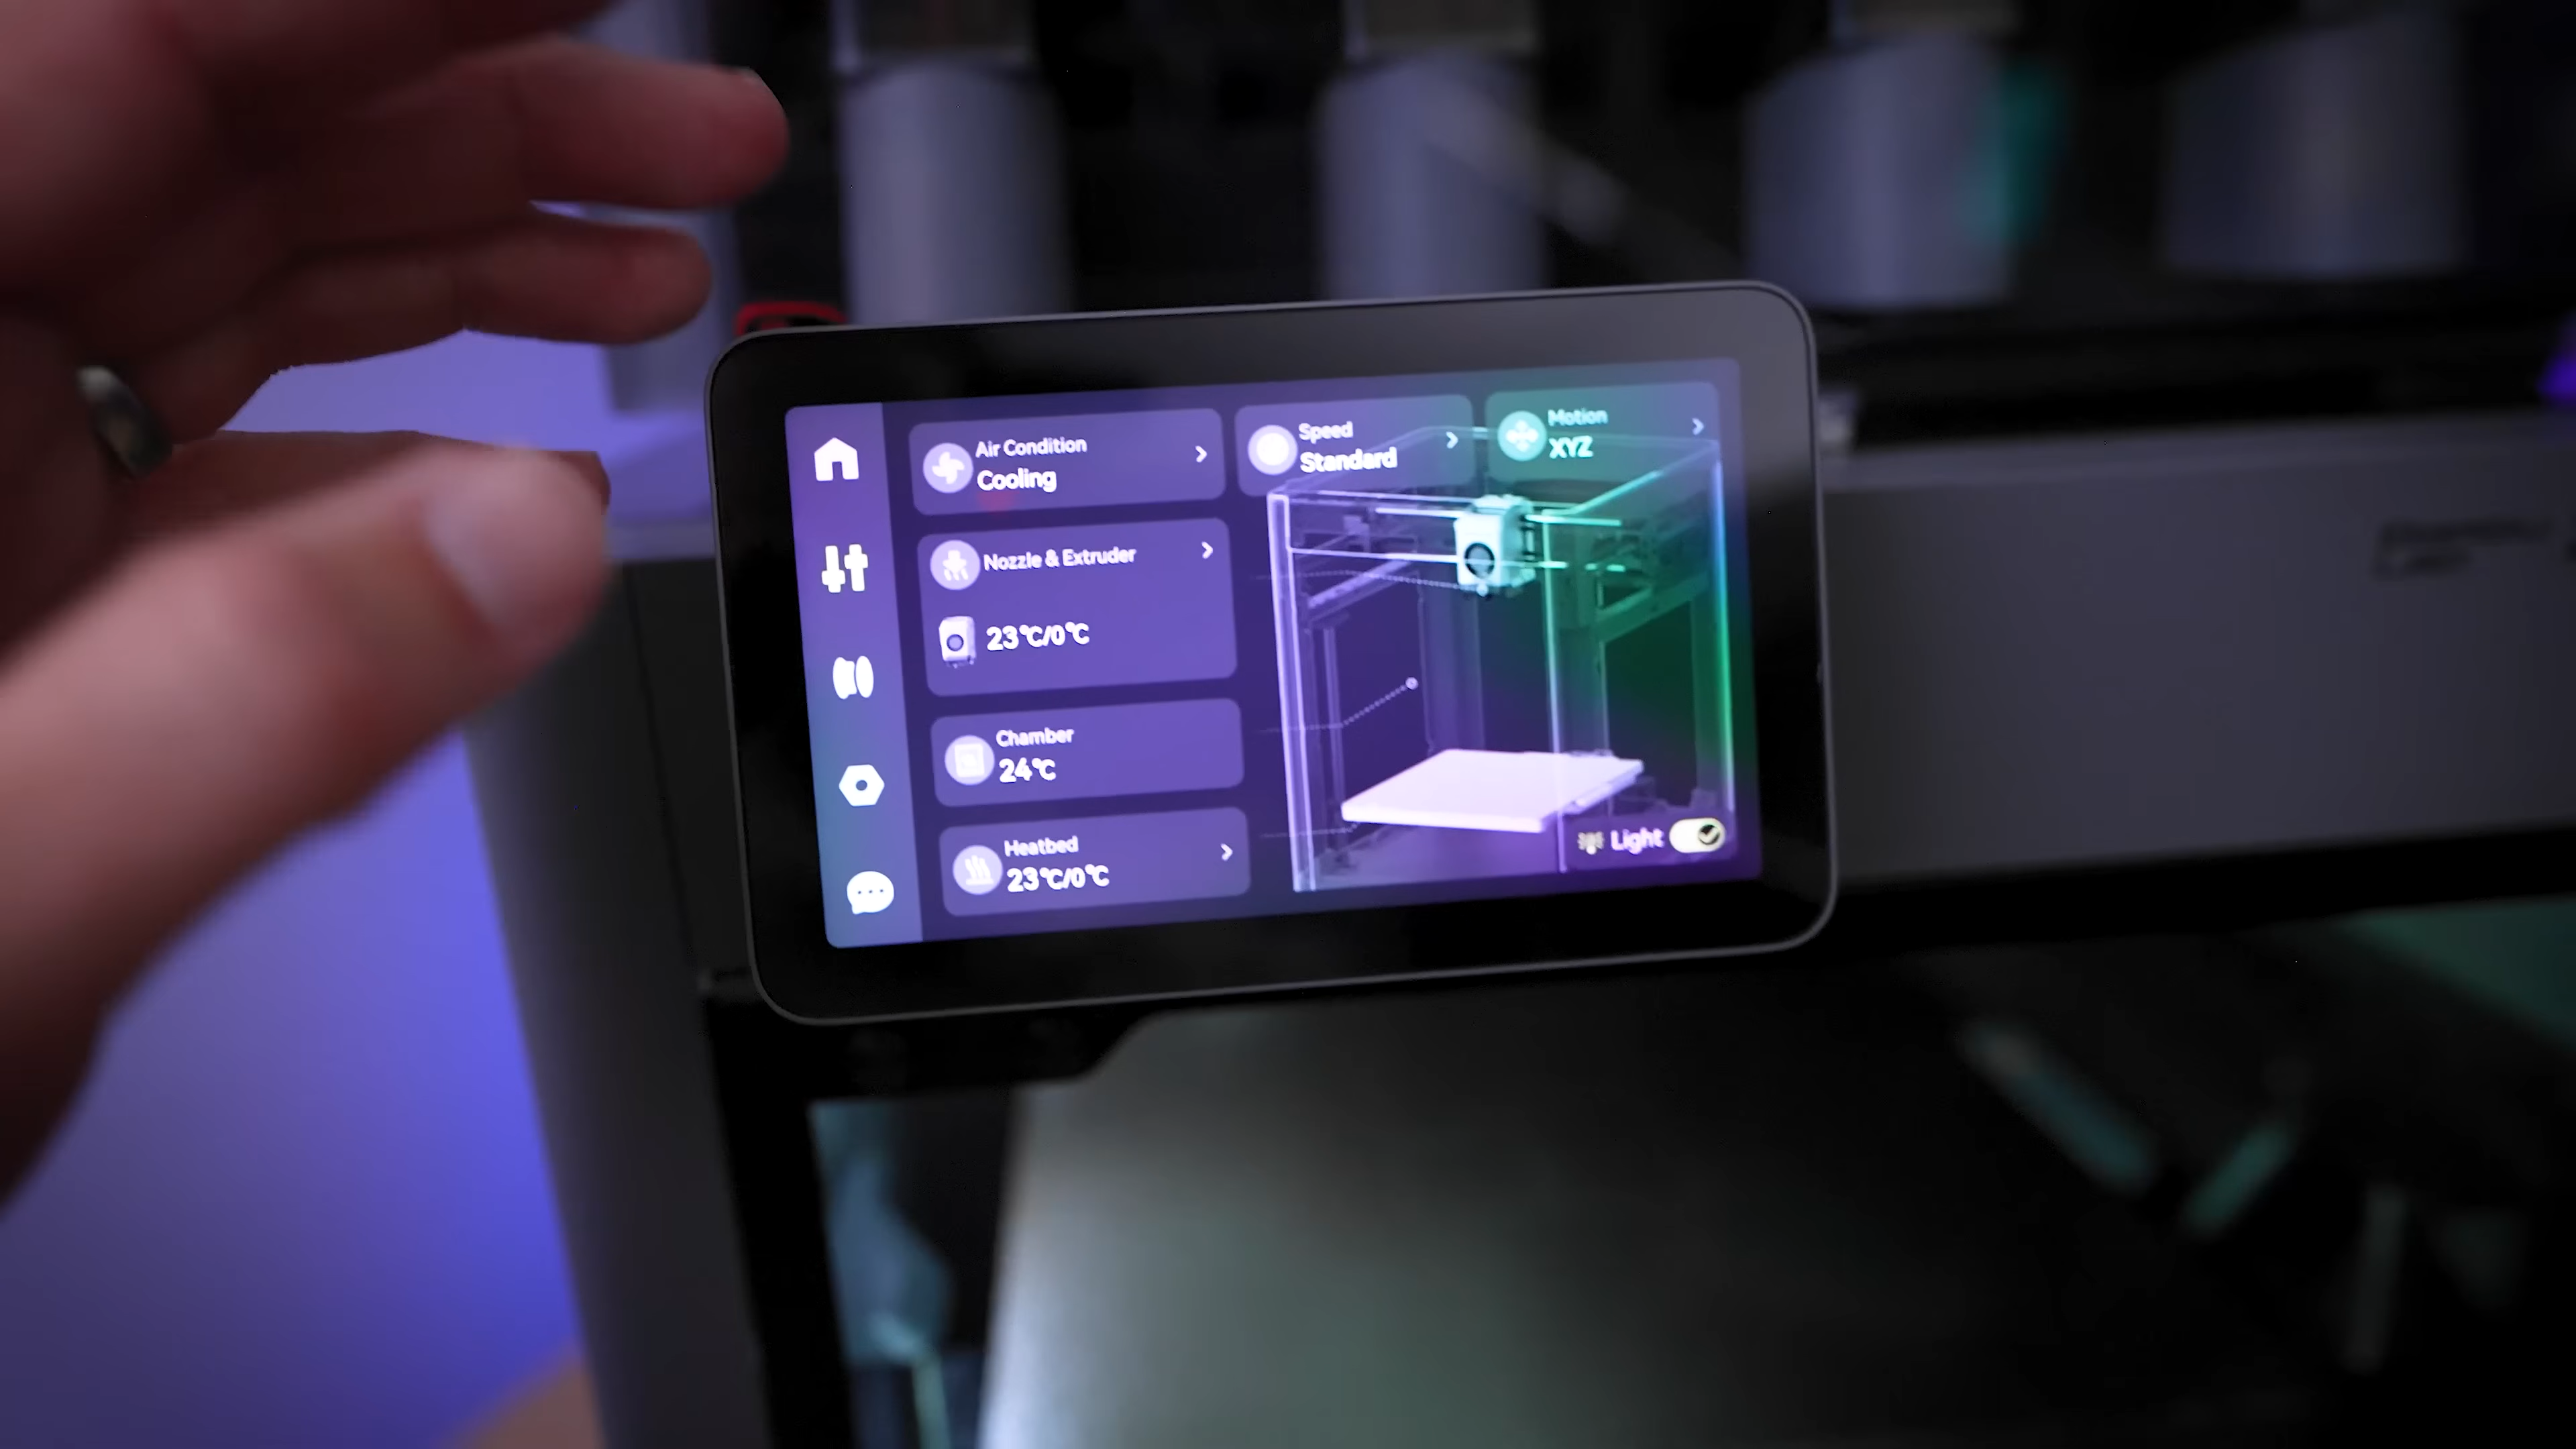 Air Condition
Cooling
Speed
Standard
Motion
XYZ
Nozzle & Extruder
23℃/0℃
Chamber
24℃
Heatbed
23℃/0℃
Light